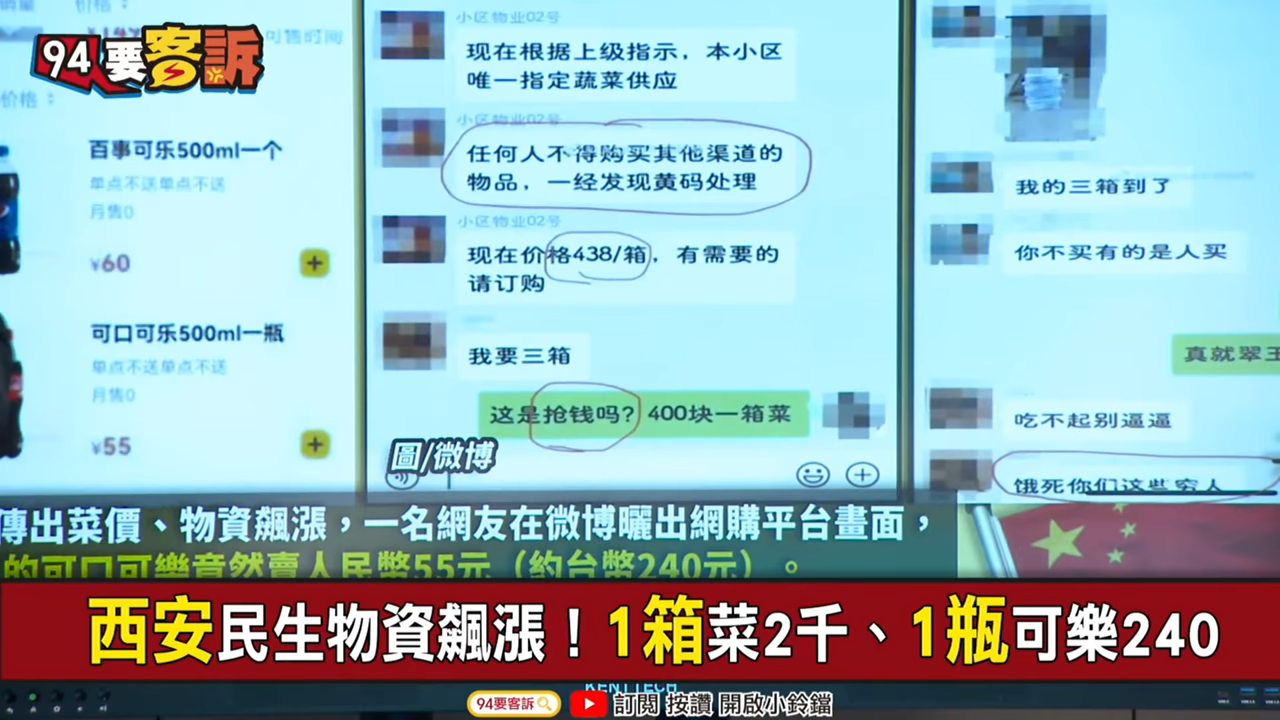 94要客訴
价格
可售时间
价格
百事可乐500ml一个
单点不送单点不送
月售0
¥60
可口可乐500ml一瓶
单点不送单点不送
月售0
¥55
小区物业02号
现在根据上级指示，本小区
唯一指定蔬菜供应
小区物业02号
任何人不得购买其他渠道的
物品，一经发现黄码处理
小区物业02号
现在价格438/箱，有需要的
请订购
我要三箱
这是抢钱吗？400块一箱菜
圖/微博
我的三箱到了
你不买有的是人买
真就翠王
吃不起别逼逼
饿死你们这些穷人
傳出菜價、物資飆漲，一名網友在微博曬出網購平台畫面，
的可口可樂竟然賣人民幣55元（約台幣240元）。
西安民生物資飆漲！1箱菜2千、1瓶可樂240
94要客訴
訂閱 按讚 開啟小鈴鐺